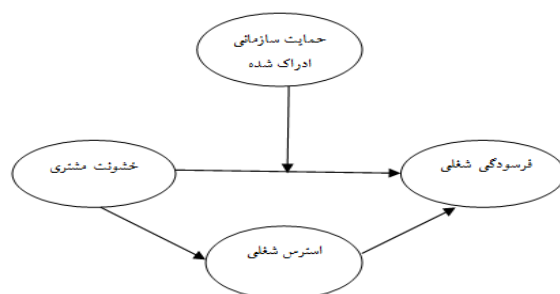 حمایت سازمانی
ادراک شده
خشونت مشتری
فرسودگی شغلی
استرس شغلی